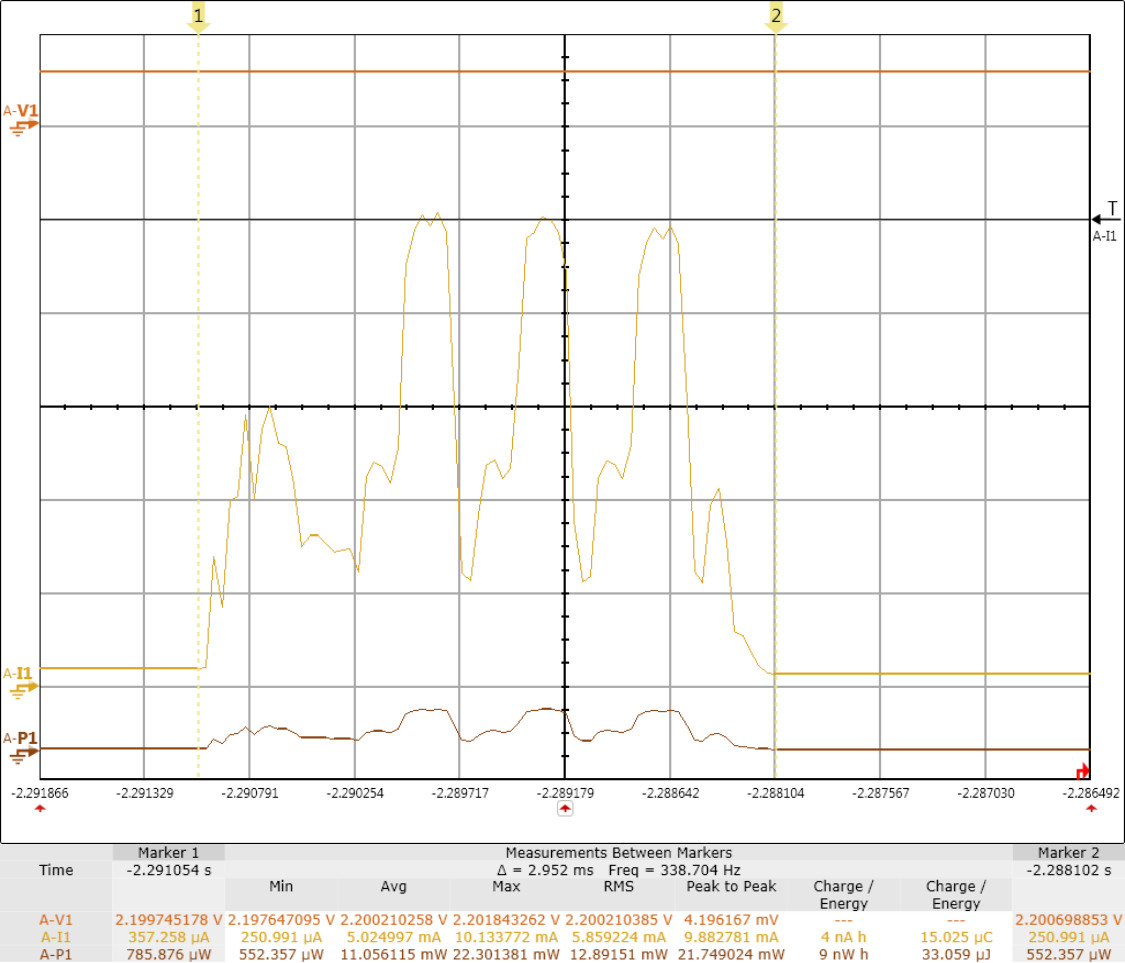 1 2
A-V1
T
A-I1
A-I1
A-P1
-2.291666 -2.291329 -2.290791 -2.290254 -2.289717 -2.289179 -2.288642 -2.288104 -2.287567 -2.287030 -2.286492
Marker 1 Measurements Between Markers Marker 2
Time -2.291054 s Δ = 2.952 ms Freq = 338.704 Hz -2.288102 s
Min Avg Max RMS Peak to Peak Charge / Energy Charge / Energy
A-V1 2.199745178 V 2.197647095 V 2.200210258 V 2.201843262 V 2.200210385 V 4.196167 mV --- --- 2.200698853 V
A-I1 357.258 µA 250.991 µA 5.024997 mA 10.133772 mA 5.859224 mA 9.882781 mA 4 nA h 15.025 µC 250.991 µA
A-P1 785.876 µW 552.357 µW 11.056115 mW 22.301381 mW 12.89151 mW 21.749024 mW 9 nW h 33.059 µJ 552.357 µW